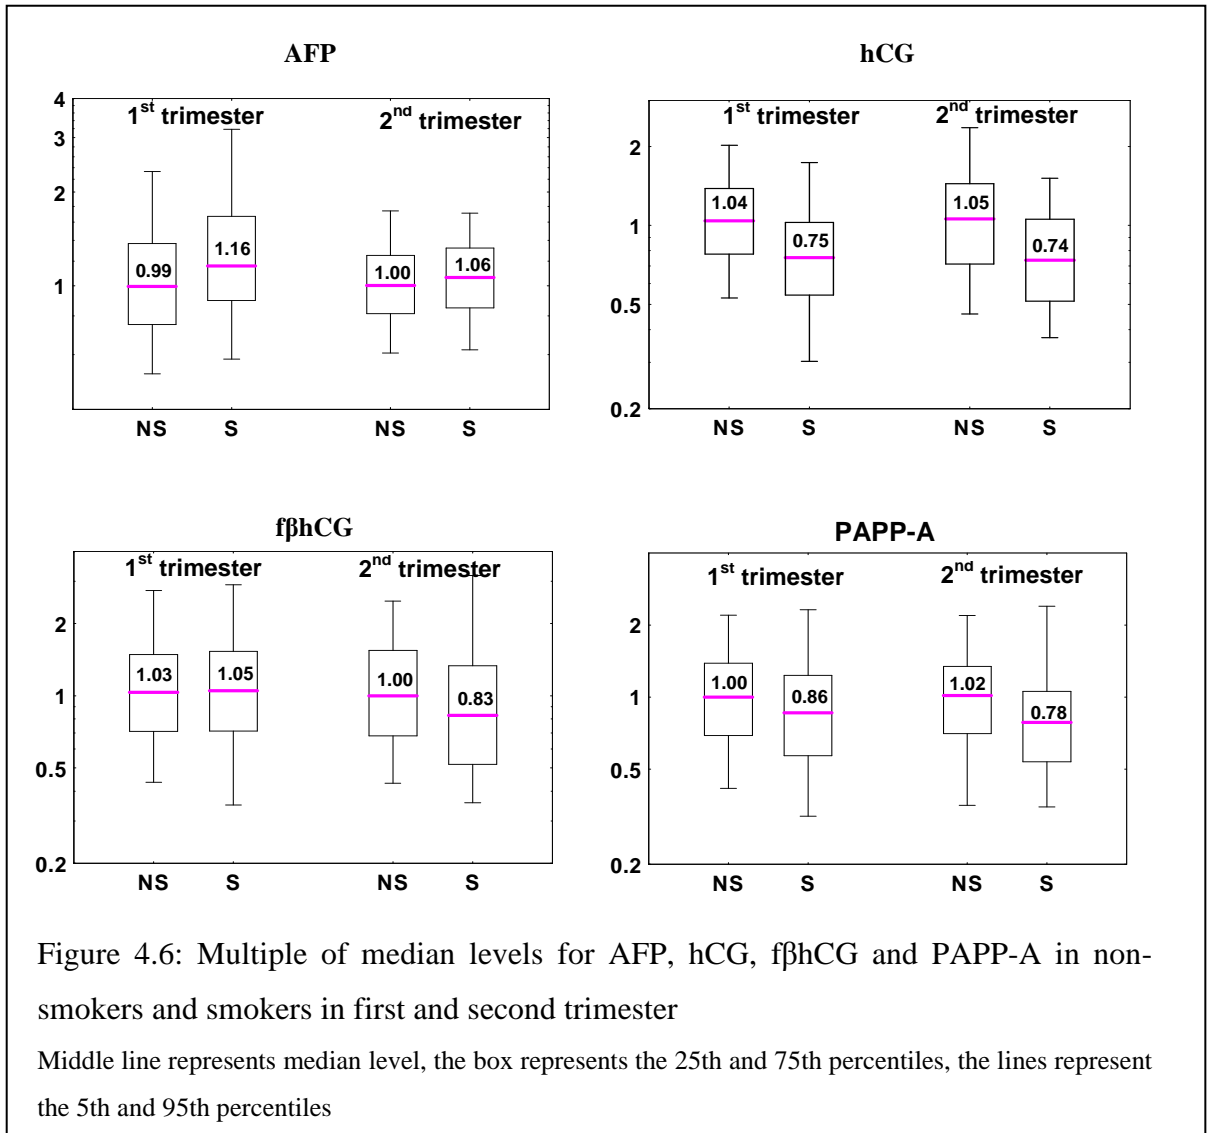 AFP
1st trimester
2nd trimester
4
3
2
1
0.99
1.16
1.00
1.06
NS
S
NS
S
hCG
1st trimester
2nd trimester
2
1
0.5
0.2
1.04
0.75
1.05
0.74
NS
S
NS
S
fβhCG
1st trimester
2nd trimester
2
1
0.5
0.2
1.03
1.05
1.00
0.83
NS
S
NS
S
PAPP-A
1st trimester
2nd trimester
2
1
0.5
0.2
1.00
0.86
1.02
0.78
NS
S
NS
S
Figure 4.6: Multiple of median levels for AFP, hCG, fβhCG and PAPP-A in non-
smokers and smokers in first and second trimester
Middle line represents median level, the box represents the 25th and 75th percentiles, the lines represent
the 5th and 95th percentiles